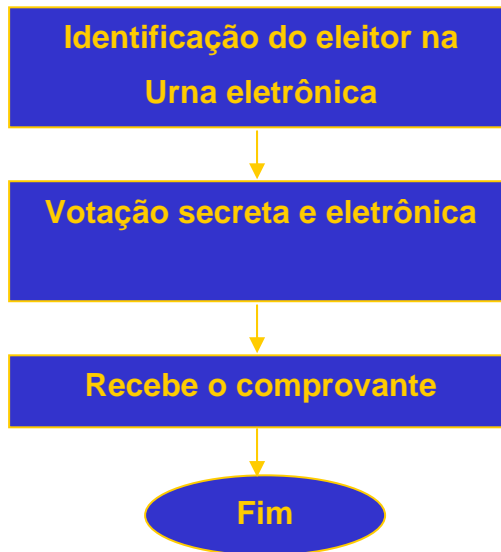 Identificação do eleitor na
Urna eletrônica
Votação secreta e eletrônica
Recebe o comprovante
Fim